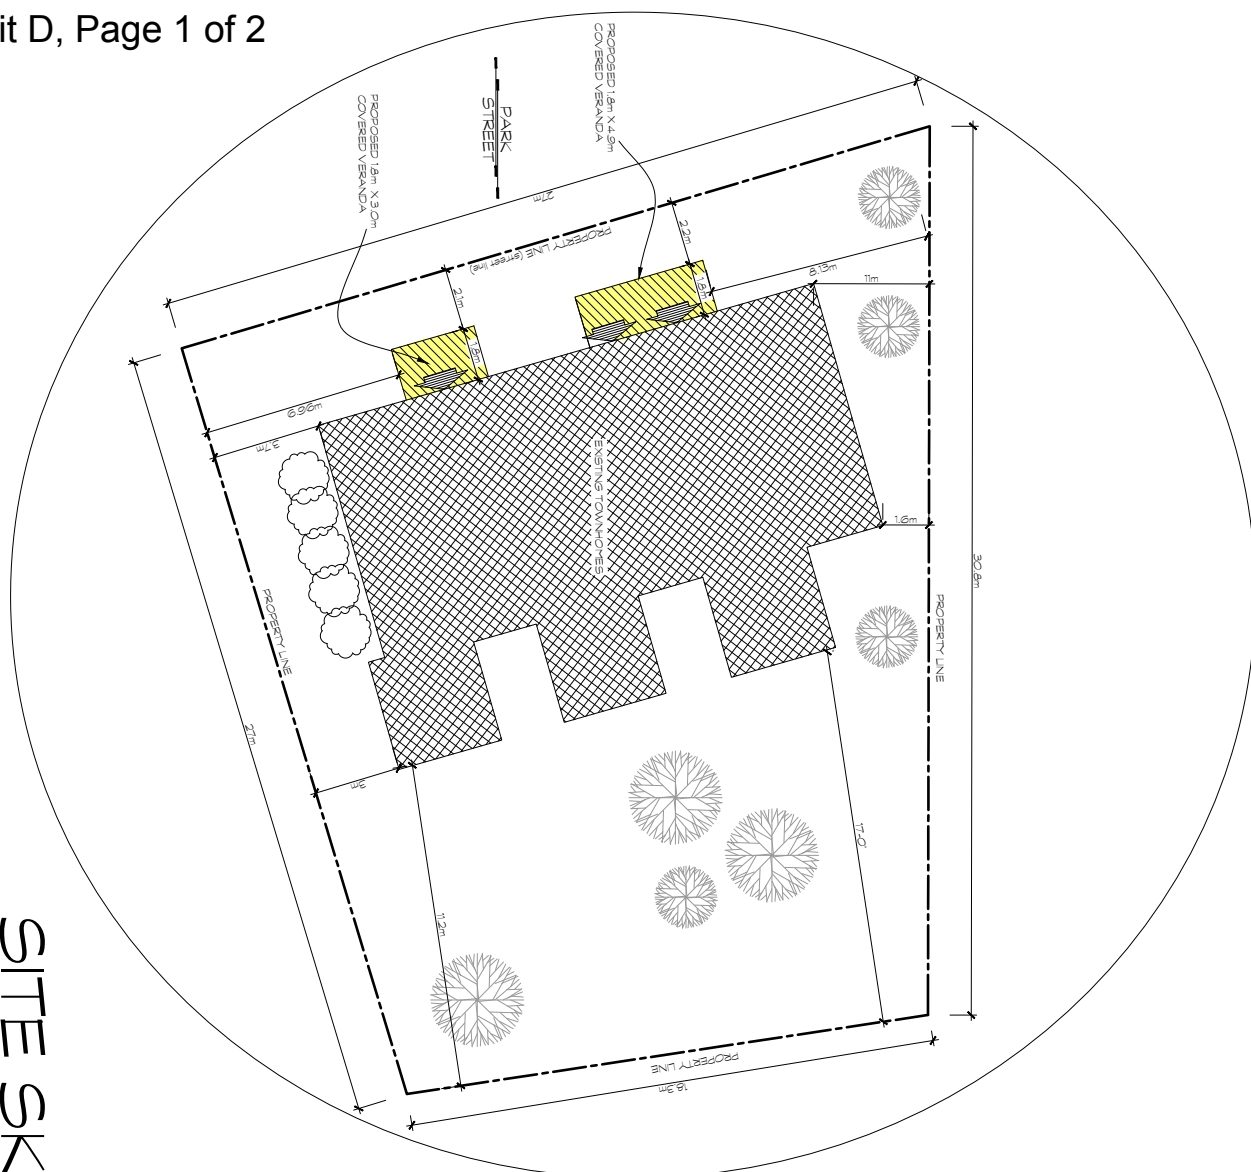 it D, Page 1 of 2
PROPOSED 1.8m X 4.9m
COVERED VERANDA
PARK
STREET
PROPOSED 1.8m X 3.0m
COVERED VERANDA
27m
PROPERTY LINE (street line)
2.2m
2.1m
1.8m
1.8m
8.13m
11m
6.96m
3.7m
EXISTING TOWNHOMES
1.6m
30.8m
PROPERTY LINE
PROPERTY LINE
27m
3m
17'-0"
11.2m
PROPERTY LINE
18.3m
SITE SK